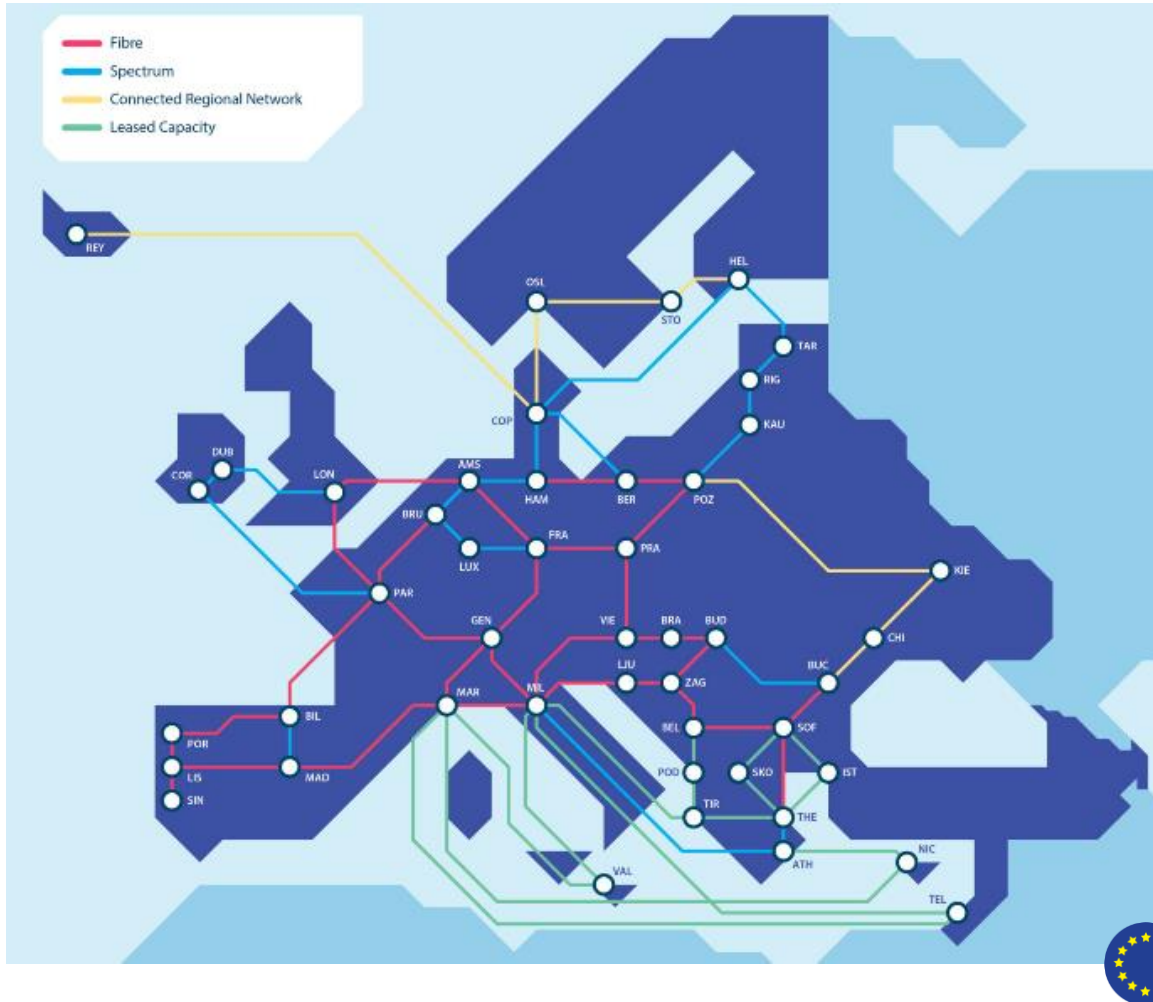 Fibre
Spectrum
Connected Regional Network
Leased Capacity
REY
HEL
OSL
STO
TAR
RIG
COP
KAU
DUB
COR
LON
AMS
HAM
BER
POZ
BRU
FRA
PRA
LUX
KIE
PAR
GEN
VIE
BRA
BUD
CHI
LJU
BUC
MAR
MIL
ZAG
BIL
POR
BEL
SOF
LIS
MAD
POD
SKO
IST
SIN
TIR
THE
ATH
NIC
VAL
TEL